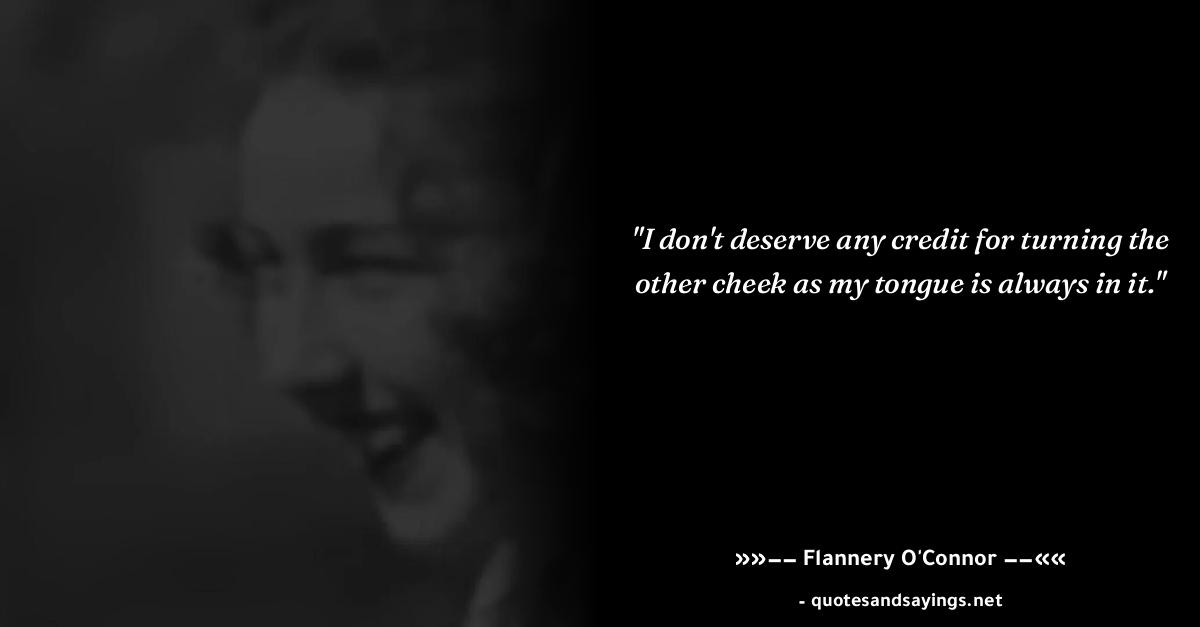 "I don't deserve any credit for turning the
other cheek as my tongue is always in it."
»»−− Flannery O'Connor −−««
- quotesandsayings.net